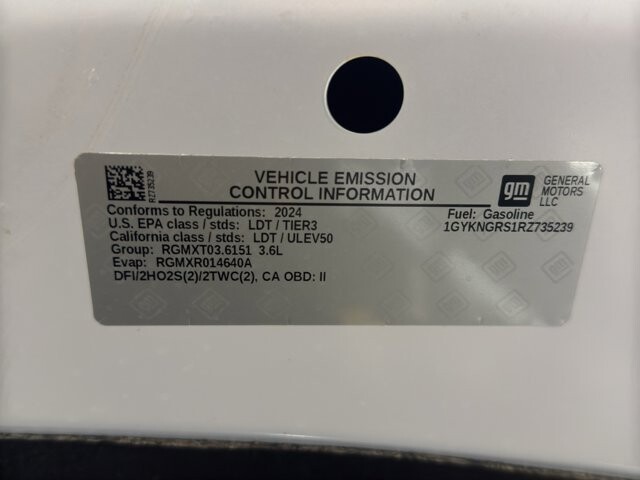 RZ735239
VEHICLE EMISSION
CONTROL INFORMATION
gm
GENERAL
MOTORS
LLC
Conforms to Regulations: 2024
U.S. EPA class / stds: LDT / TIER3
California class / stds: LDT / ULEV50
Group: RGMXT03.6151 3.6L
Evap: RGMXR014640A
DFI/2HO2S(2)/2TWC(2), CA OBD: II
Fuel: Gasoline
1GYKNGRS1RZ735239